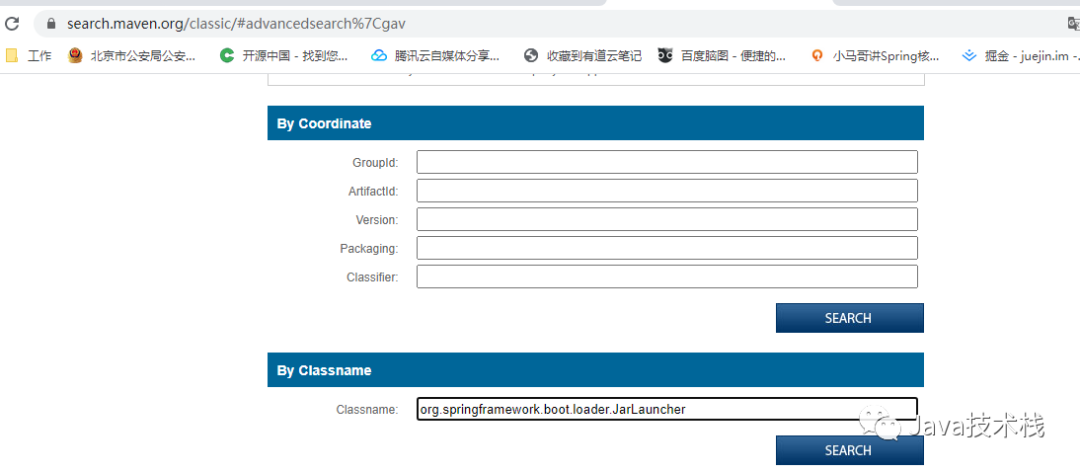 search.maven.org/classic/#advancedsearch%7Cgav
工作 北京市公安局公安... 开源中国 - 找到您... 腾讯云自媒体分享... 收藏到有道云笔记 百度脑图 - 便捷的... 小马哥讲Spring核... 掘金 - juejin.im -
By Coordinate
GroupId:
ArtifactId:
Version:
Packaging:
Classifier:
SEARCH
By Classname
Classname: org.springframework.boot.loader.JarLauncher
Java技术栈
SEARCH